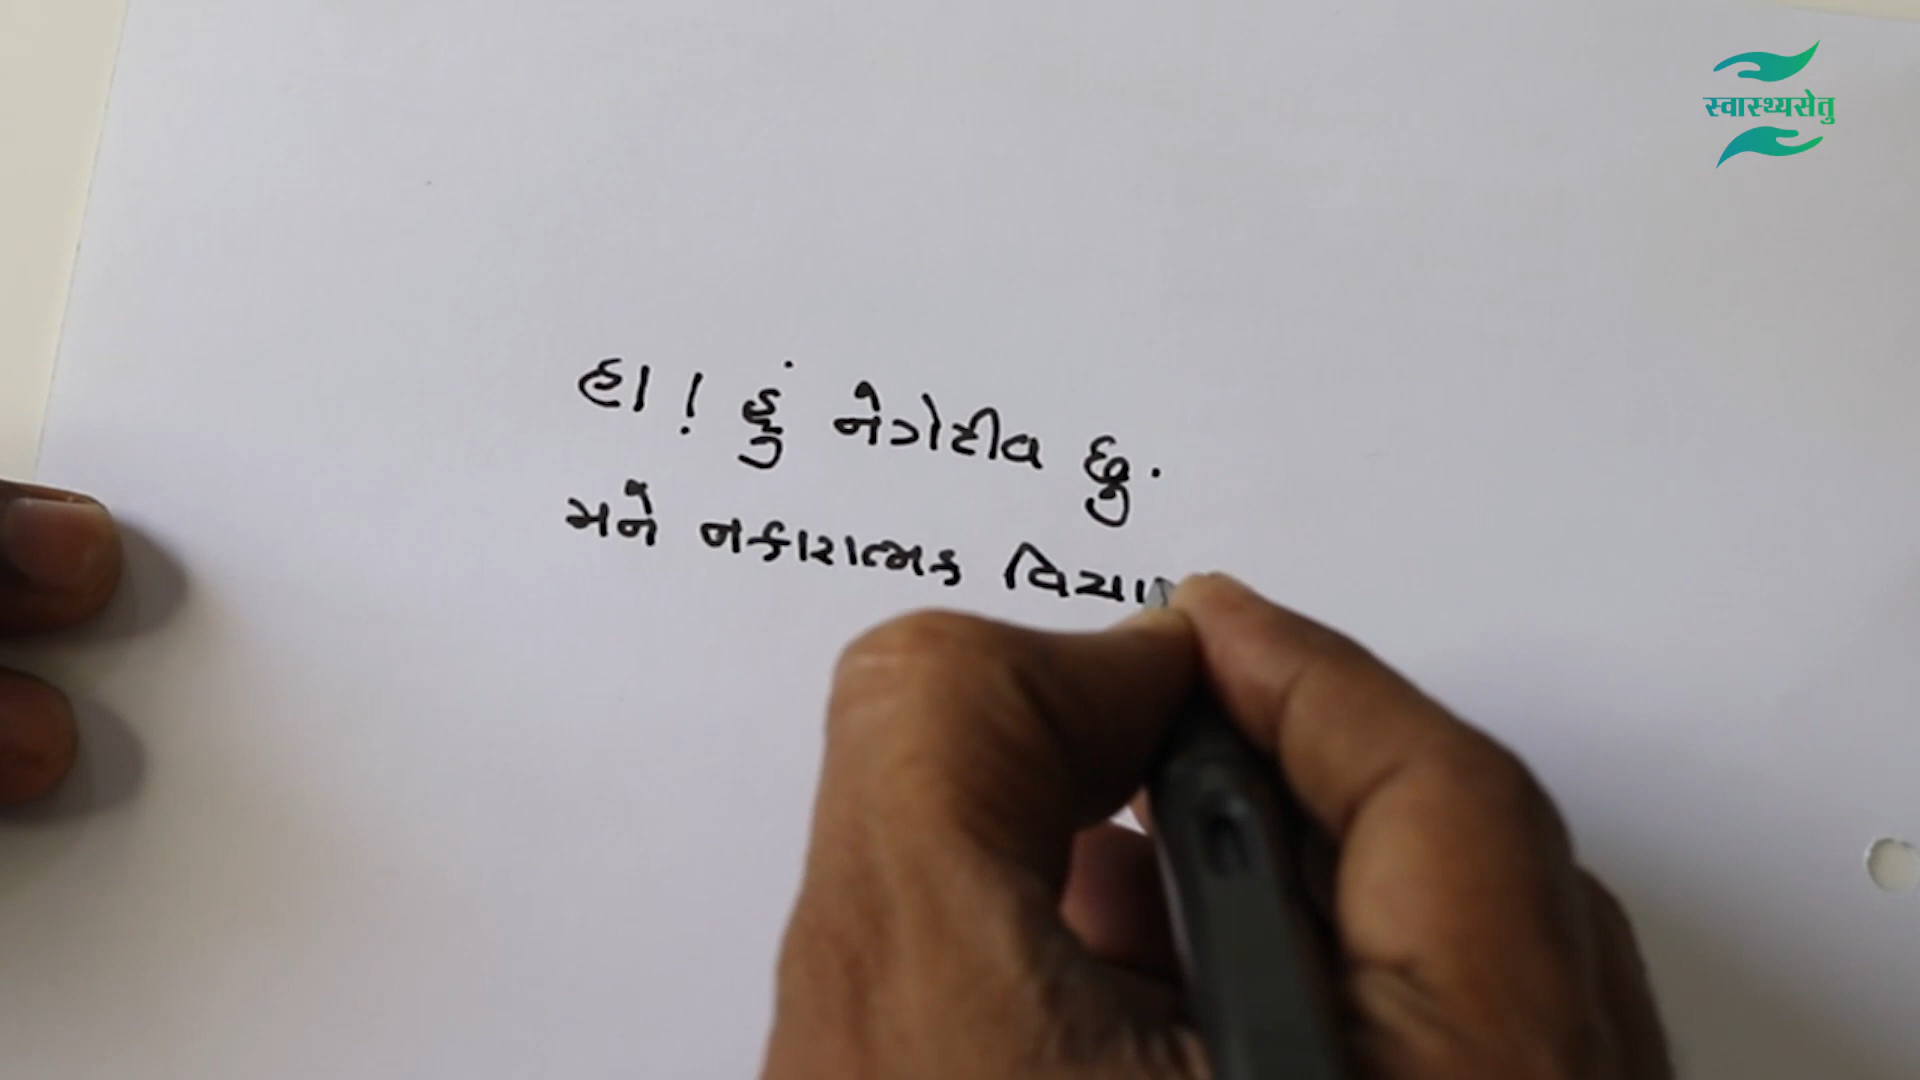 स्वास्थ्यसेतु
હા! હું નેગેટીવ છુ.
મને નકારાત્મક વિચા